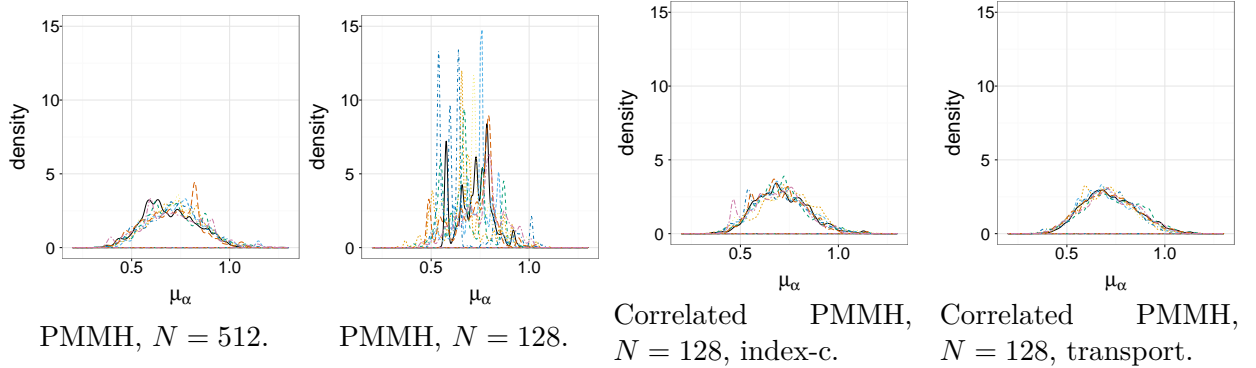 15
10
5
0
density
0.5 1.0
μα
PMMH, N = 512.
15
10
5
0
density
0.5 1.0
μα
PMMH, N = 128.
15
10
5
0
density
0.5 1.0
μα
Correlated PMMH,
N = 128, index-c.
15
10
5
0
density
0.5 1.0
μα
Correlated PMMH,
N = 128, transport.